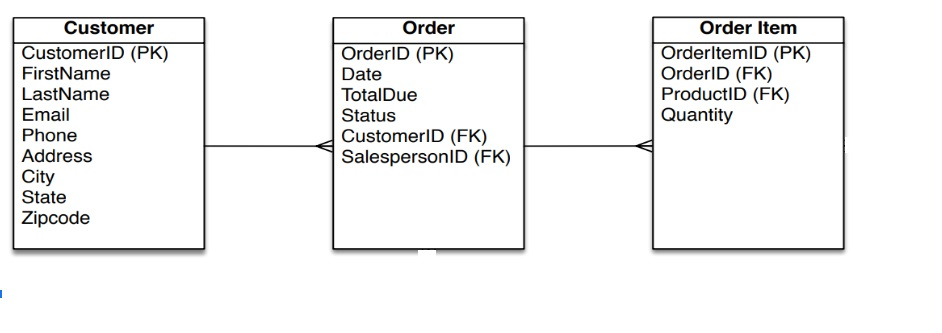 Customer
CustomerID (PK)
FirstName
LastName
Email
Phone
Address
City
State
Zipcode
Order
OrderID (PK)
Date
TotalDue
Status
CustomerID (FK)
SalespersonID (FK)
Order Item
OrderItemID (PK)
OrderID (FK)
ProductID (FK)
Quantity